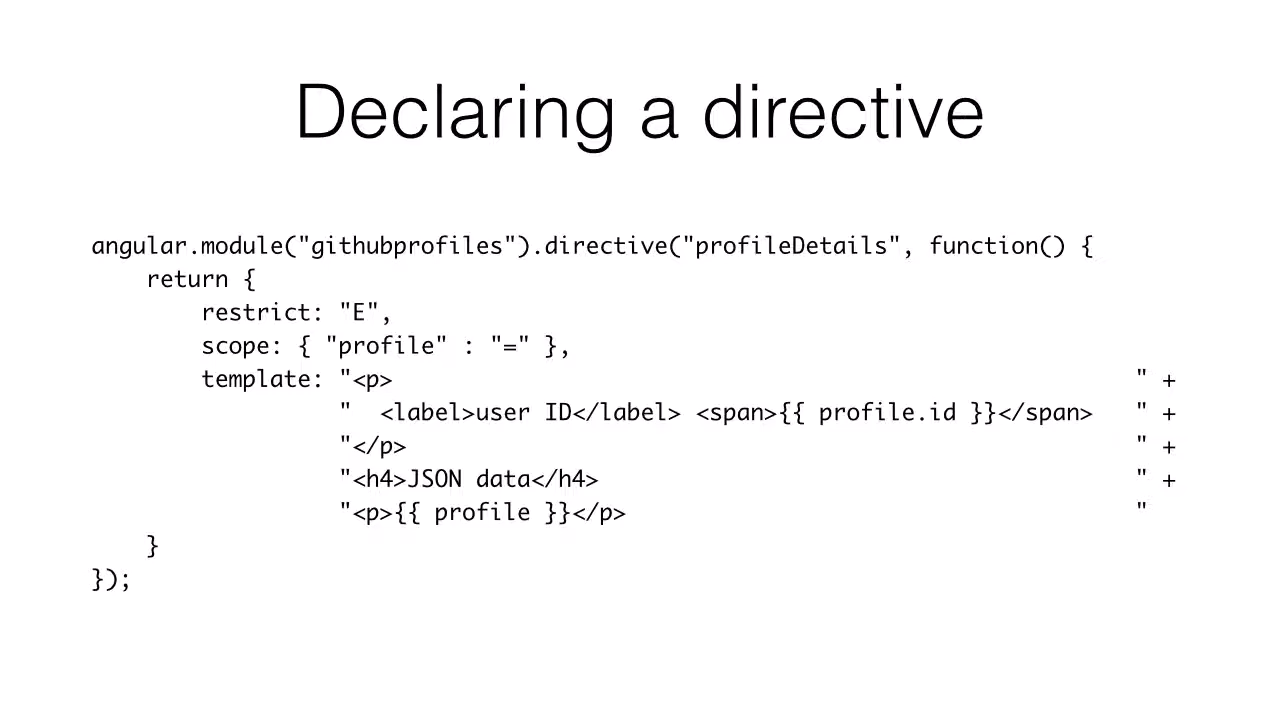 Declaring a directive
angular.module("githubprofiles").directive("profileDetails", function() {
    return {
        restrict: "E",
        scope: { "profile" : "=" },
        template: "<p>                                                      " +
                  "  <label>user ID</label> <span>{{ profile.id }}</span>   " +
                  "</p>                                                     " +
                  "<h4>JSON data</h4>                                       " +
                  "<p>{{ profile }}</p>                                     "
    }
});